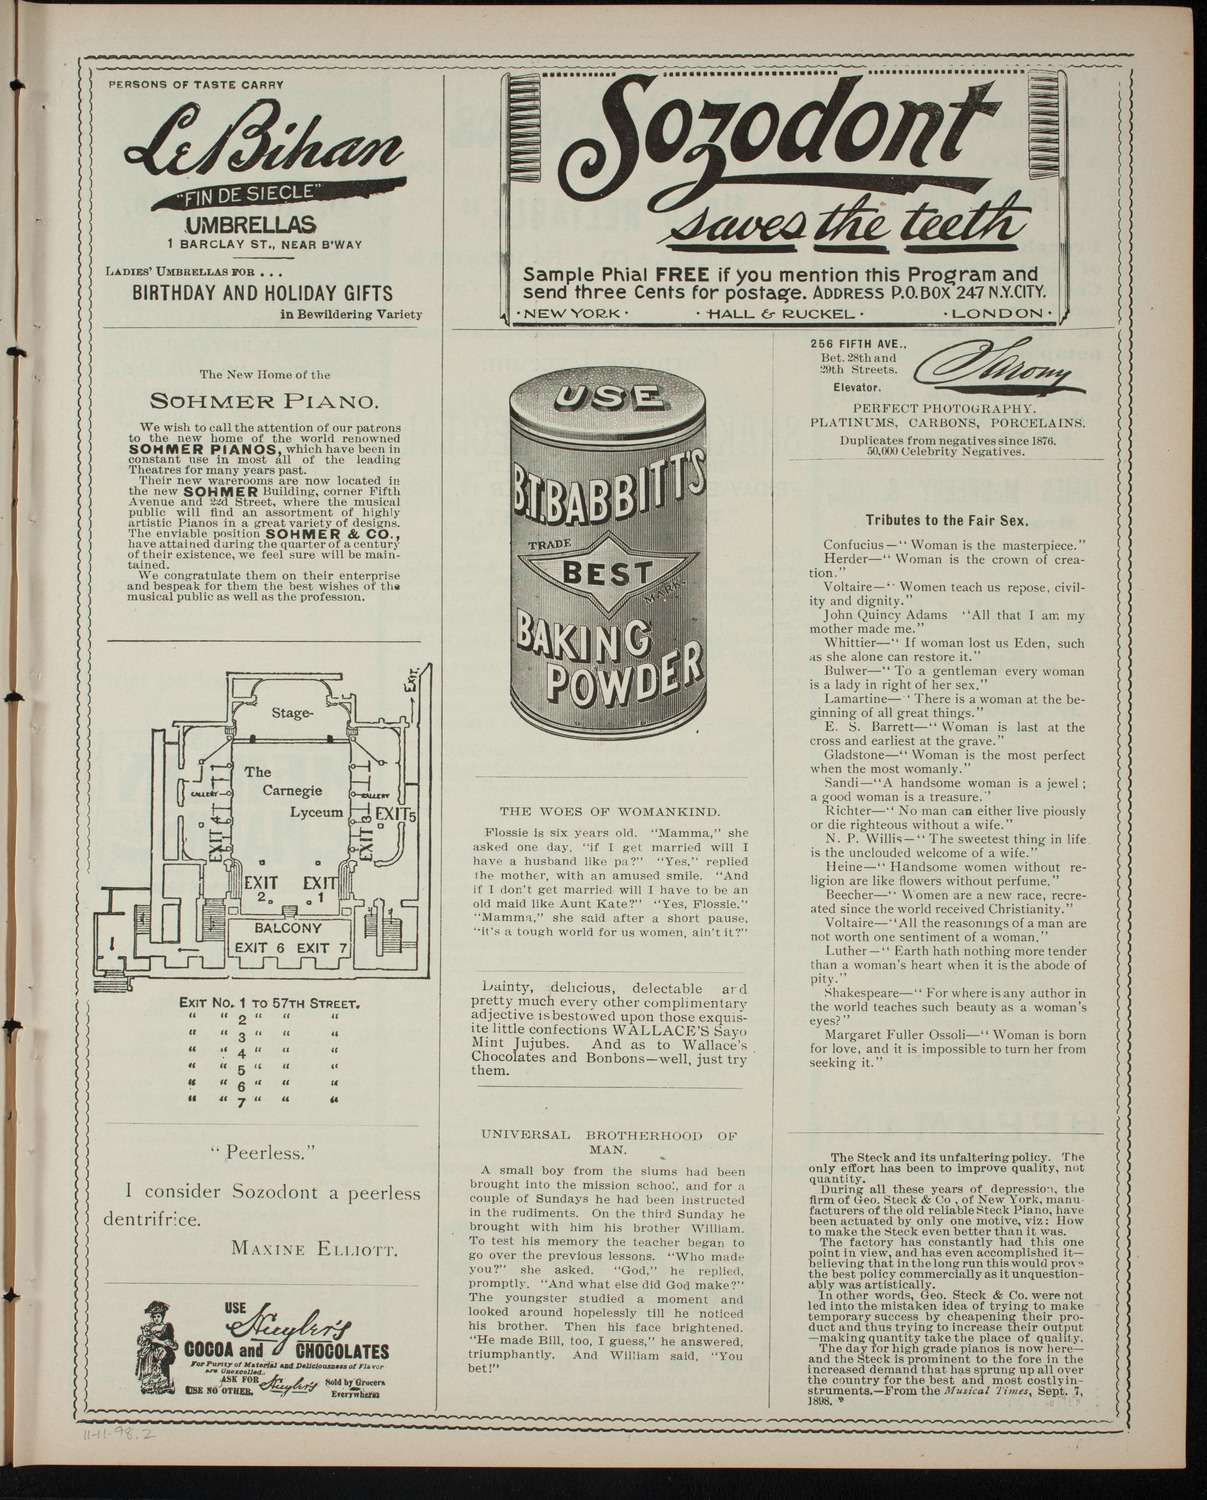 PERSONS OF TASTE CARRY
Le Bihan
"FIN DE SIECLE"
UMBRELLAS
1 BARCLAY ST., NEAR B'WAY
LADIES' UMBRELLAS FOR . . .
BIRTHDAY AND HOLIDAY GIFTS
in Bewildering Variety
Sozodont
saves the teeth
Sample Phial FREE if you mention this Program and
send three Cents for postage. ADDRESS P.O. BOX 247 N.Y.CITY.
· NEW YORK · · HALL & RUCKEL · · LONDON ·
The New Home of the
SOHMER PIANO.
We wish to call the attention of our patrons
to the new home of the world renowned
SOHMER PIANOS, which have been in
constant use in most all of the leading
Theatres for many years past.
Their new warerooms are now located in
the new SOHMER Building, corner Fifth
Avenue and 22d Street, where the musical
public will find an assortment of highly
artistic Pianos in a great variety of designs.
The enviable position SOHMER & CO.,
have attained during the quarter of a century
of their existence, we feel sure will be main-
tained.
We congratulate them on their enterprise
and bespeak for them the best wishes of the
musical public as well as the profession.
EXIT.
Stage-
The
Carnegie
Lyceum
GALLERY
GALLERY
EXIT 4
EXIT 3
EXIT 5
EXIT EXIT
2. . 1
BALCONY
EXIT 6 EXIT 7
EXIT NO. 1 TO 57TH STREET.
" " 2 " " "
" " 3 " " "
" " 4 " " "
" " 5 " " "
" " 6 " " "
" " 7 " " "
" Peerless."
I consider Sozodont a peerless
dentrifrice.
MAXINE ELLIOTT.
USE
Huyler's
COCOA and CHOCOLATES
For Purity of Material and Deliciousness of Flavor
are Unexcelled.
ASK FOR Huyler's Sold by Grocers
USE NO OTHER. Everywheres
USE
B.T. BABBITT'S
TRADE
BEST
MARK.
BAKING
POWDER
THE WOES OF WOMANKIND.
Flossie is six years old. "Mamma," she
asked one day, "if I get married will I
have a husband like pa?" "Yes," replied
the mother, with an amused smile. "And
if I don't get married will I have to be an
old maid like Aunt Kate?" "Yes, Flossie."
"Mamma," she said after a short pause,
"it's a tough world for us women, ain't it?"
Dainty, delicious, delectable and
pretty much every other complimentary
adjective is bestowed upon those exquis-
ite little confections WALLACE'S Sayo
Mint Jujubes. And as to Wallace's
Chocolates and Bonbons—well, just try
them.
UNIVERSAL BROTHERHOOD OF
MAN.
A small boy from the slums had been
brought into the mission school, and for a
couple of Sundays he had been instructed
in the rudiments. On the third Sunday he
brought with him his brother William.
To test his memory the teacher began to
go over the previous lessons. "Who made
you?" she asked. "God," he replied,
promptly. "And what else did God make?"
The youngster studied a moment and
looked around hopelessly till he noticed
his brother. Then his face brightened.
"He made Bill, too, I guess," he answered,
triumphantly. And William said, "You
bet!"
256 FIFTH AVE.,
Bet. 28th and
29th Streets.
Elevator.
Sarony
PERFECT PHOTOGRAPHY.
PLATINUMS, CARBONS, PORCELAINS.
Duplicates from negatives since 1876.
50,000 Celebrity Negatives.
Tributes to the Fair Sex.
Confucius—" Woman is the masterpiece."
Herder—" Woman is the crown of crea-
tion."
Voltaire—" Women teach us repose, civil-
ity and dignity."
John Quincy Adams "All that I am my
mother made me."
Whittier—" If woman lost us Eden, such
as she alone can restore it."
Bulwer—" To a gentleman every woman
is a lady in right of her sex."
Lamartine—" There is a woman at the be-
ginning of all great things."
E. S. Barrett—" Woman is last at the
cross and earliest at the grave."
Gladstone—" Woman is the most perfect
when the most womanly."
Sandi—"A handsome woman is a jewel ;
a good woman is a treasure."
Richter—" No man can either live piously
or die righteous without a wife."
N. P. Willis—" The sweetest thing in life
is the unclouded welcome of a wife."
Heine—" Handsome women without re-
ligion are like flowers without perfume."
Beecher—" Women are a new race, recre-
ated since the world received Christianity."
Voltaire—"All the reasonings of a man are
not worth one sentiment of a woman."
Luther—" Earth hath nothing more tender
than a woman's heart when it is the abode of
pity."
Shakespeare—" For where is any author in
the world teaches such beauty as a woman's
eyes?"
Margaret Fuller Ossoli—" Woman is born
for love, and it is impossible to turn her from
seeking it."
The Steck and its unfaltering policy. The
only effort has been to improve quality, not
quantity.
During all these years of depression, the
firm of Geo. Steck & Co , of New York, manu-
facturers of the old reliable Steck Piano, have
been actuated by only one motive, viz: How
to make the Steck even better than it was.
The factory has constantly had this one
point in view, and has even accomplished it—
believing that in the long run this would prove
the best policy commercially as it unquestion-
ably was artistically.
In other words, Geo. Steck & Co. were not
led into the mistaken idea of trying to make
temporary success by cheapening their pro-
duct and thus trying to increase their output
—making quantity take the place of quality.
The day for high grade pianos is now here—
and the Steck is prominent to the fore in the
increased demand that has sprung up all over
the country for the best and most costly in-
struments.—From the Musical Times, Sept. 7,
1898. "
11-11-98.2